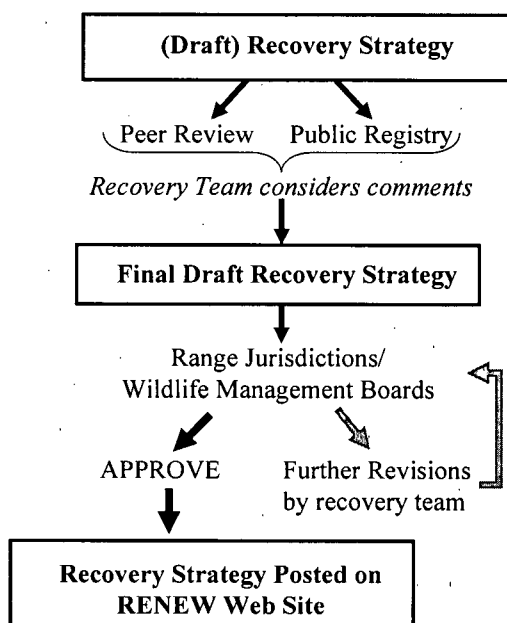 (Draft) Recovery Strategy
Peer Review Public Registry
Recovery Team considers comments
Final Draft Recovery Strategy
Range Jurisdictions/
Wildlife Management Boards
APPROVE Further Revisions
by recovery team
Recovery Strategy Posted on
RENEW Web Site